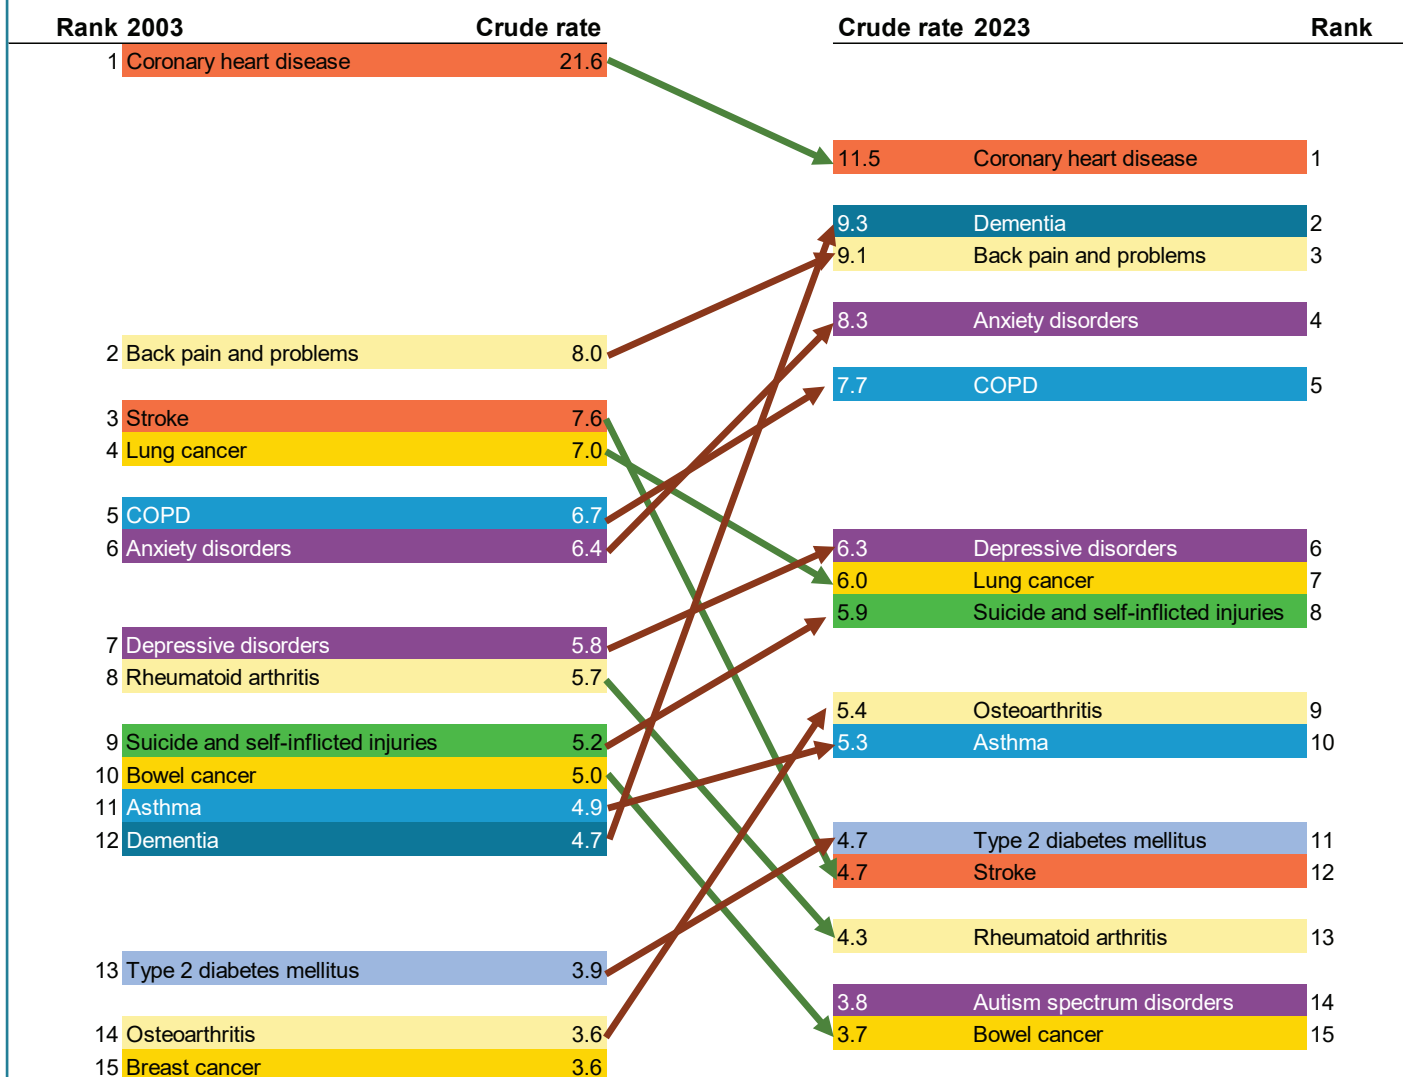 Rank 2003 Crude rate
1 Coronary heart disease 21.6
2 Back pain and problems 8.0
3 Stroke 7.6
4 Lung cancer 7.0
5 COPD 6.7
6 Anxiety disorders 6.4
7 Depressive disorders 5.8
8 Rheumatoid arthritis 5.7
9 Suicide and self-inflicted injuries 5.2
10 Bowel cancer 5.0
11 Asthma 4.9
12 Dementia 4.7
13 Type 2 diabetes mellitus 3.9
14 Osteoarthritis 3.6
15 Breast cancer 3.6
Crude rate 2023 Rank
11.5 Coronary heart disease 1
9.3 Dementia 2
9.1 Back pain and problems 3
8.3 Anxiety disorders 4
7.7 COPD 5
6.3 Depressive disorders 6
6.0 Lung cancer 7
5.9 Suicide and self-inflicted injuries 8
5.4 Osteoarthritis 9
5.3 Asthma 10
4.7 Type 2 diabetes mellitus 11
4.7 Stroke 12
4.3 Rheumatoid arthritis 13
3.8 Autism spectrum disorders 14
3.7 Bowel cancer 15